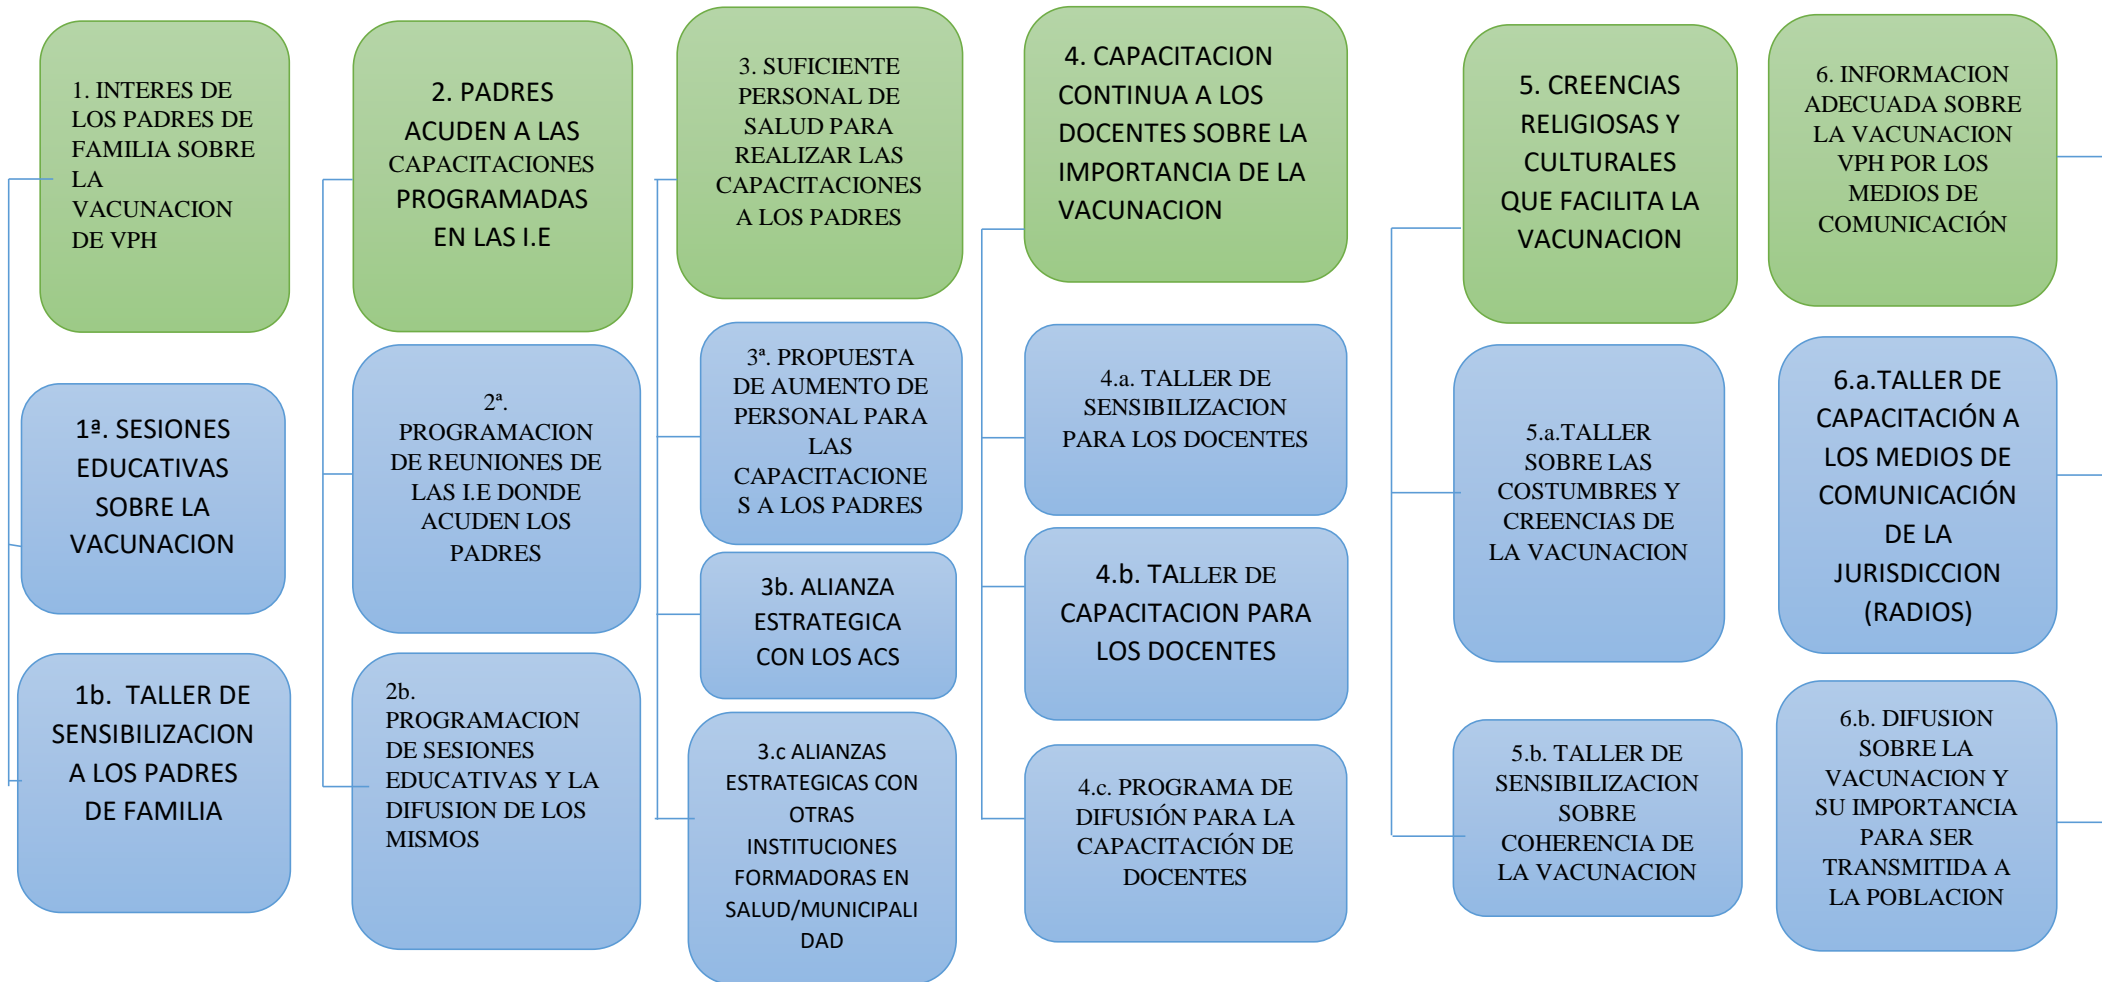 1. INTERES DE
LOS PADRES DE
FAMILIA SOBRE
LA
VACUNACION
DE VPH
1ª. SESIONES
EDUCATIVAS
SOBRE LA
VACUNACION
1b. TALLER DE
SENSIBILIZACION
A LOS PADRES
DE FAMILIA
2. PADRES
ACUDEN A LAS
CAPACITACIONES
PROGRAMADAS
EN LAS I.E
2ª.
PROGRAMACION
DE REUNIONES DE
LAS I.E DONDE
ACUDEN LOS
PADRES
2b.
PROGRAMACION
DE SESIONES
EDUCATIVAS Y LA
DIFUSION DE LOS
MISMOS
3. SUFICIENTE
PERSONAL DE
SALUD PARA
REALIZAR LAS
CAPACITACIONES
A LOS PADRES
3ª. PROPUESTA
DE AUMENTO DE
PERSONAL PARA
LAS
CAPACITACIONE
S A LOS PADRES
3b. ALIANZA
ESTRATEGICA
CON LOS ACS
3.c ALIANZAS
ESTRATEGICAS CON
OTRAS
INSTITUCIONES
FORMADORAS EN
SALUD/MUNICIPALI
DAD
4. CAPACITACION
CONTINUA A LOS
DOCENTES SOBRE LA
IMPORTANCIA DE LA
VACUNACION
4.a. TALLER DE
SENSIBILIZACION
PARA LOS DOCENTES
4.b. TALLER DE
CAPACITACION PARA
LOS DOCENTES
4.c. PROGRAMA DE
DIFUSIÓN PARA LA
CAPACITACIÓN DE
DOCENTES
5. CREENCIAS
RELIGIOSAS Y
CULTURALES
QUE FACILITA LA
VACUNACION
5.a.TALLER
SOBRE LAS
COSTUMBRES Y
CREENCIAS DE
LA VACUNACION
5.b. TALLER DE
SENSIBILIZACION
SOBRE
COHERENCIA DE
LA VACUNACION
6. INFORMACION
ADECUADA SOBRE
LA VACUNACION
VPH POR LOS
MEDIOS DE
COMUNICACIÓN
6.a.TALLER DE
CAPACITACIÓN A
LOS MEDIOS DE
COMUNICACIÓN
DE LA
JURISDICCION
(RADIOS)
6.b. DIFUSION
SOBRE LA
VACUNACION Y
SU IMPORTANCIA
PARA SER
TRANSMITIDA A
LA POBLACION